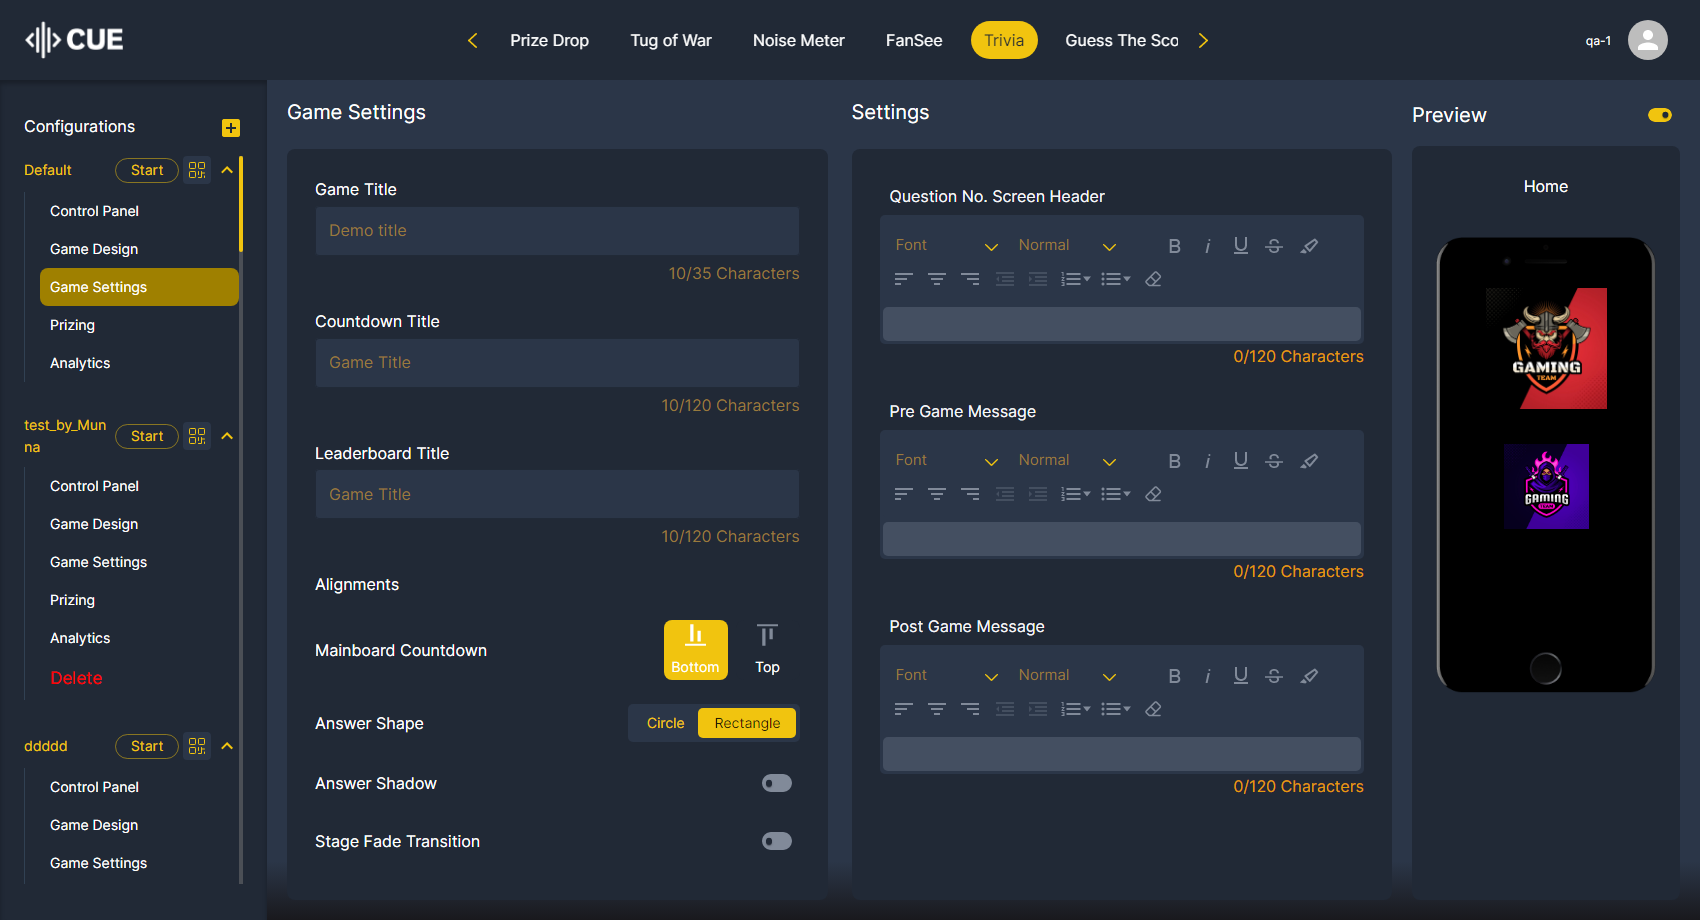 CUE
Prize Drop
Tug of War
Noise Meter
FanSee
Trivia
Guess The Sco
qa-1
Configurations
Default
Start
Control Panel
Game Design
Game Settings
Prizing
Analytics
test_by_Mun
na
Start
Control Panel
Game Design
Game Settings
Prizing
Analytics
Delete
ddddd
Start
Control Panel
Game Design
Game Settings
Game Settings
Game Title
Demo title
10/35 Characters
Countdown Title
Game Title
10/120 Characters
Leaderboard Title
Game Title
10/120 Characters
Alignments
Mainboard Countdown
Bottom
Top
Answer Shape
Circle
Rectangle
Answer Shadow
Stage Fade Transition
Settings
Question No. Screen Header
Font
Normal
0/120 Characters
Pre Game Message
Font
Normal
0/120 Characters
Post Game Message
Font
Normal
0/120 Characters
Preview
Home
GAMING
TEAM
GAMING
TEAM